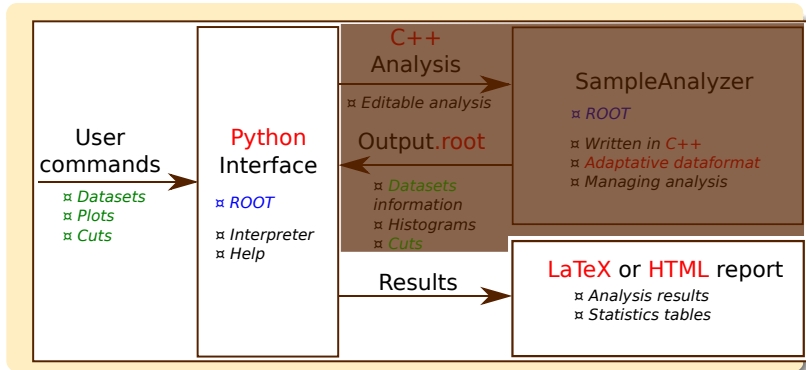 User
commands
¤ Datasets
¤ Plots
¤ Cuts
Python
Interface
¤ ROOT
¤ Interpreter
¤ Help
C++
Analysis
¤ Editable analysis
Output.root
¤ Datasets
information
¤ Histograms
¤ Cuts
Results
SampleAnalyzer
¤ ROOT
¤ Written in C++
¤ Adaptative dataformat
¤ Managing analysis
LaTeX or HTML report
¤ Analysis results
¤ Statistics tables